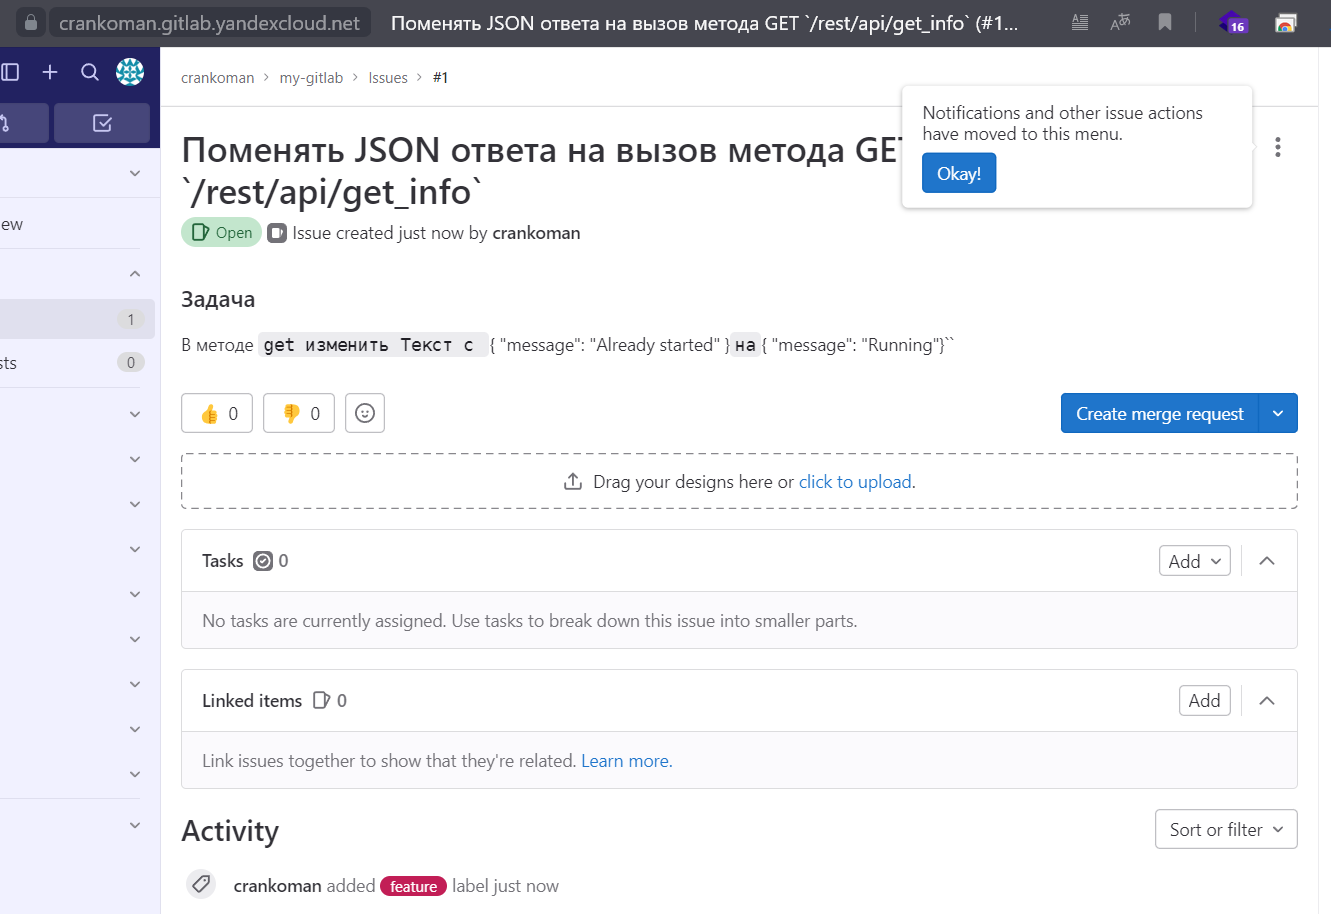 crankoman.gitlab.yandexcloud.net Поменять JSON ответа на вызов метода GET `/rest/api/get_info` (#1...
16
crankoman > my-gitlab > Issues > #1
Notifications and other issue actions
have moved to this menu.
Okay!
Поменять JSON ответа на вызов метода GET
`/rest/api/get_info`
Open Issue created just now by crankoman
ew
1
sts
0
Задача
В методе get изменить Текст с { "message": "Already started" } на { "message": "Running"}``
0 0
Create merge request
Drag your designs here or click to upload.
Tasks 0
Add
No tasks are currently assigned. Use tasks to break down this issue into smaller parts.
Linked items 0
Add
Link issues together to show that they're related. Learn more.
Activity
Sort or filter
crankoman added feature label just now